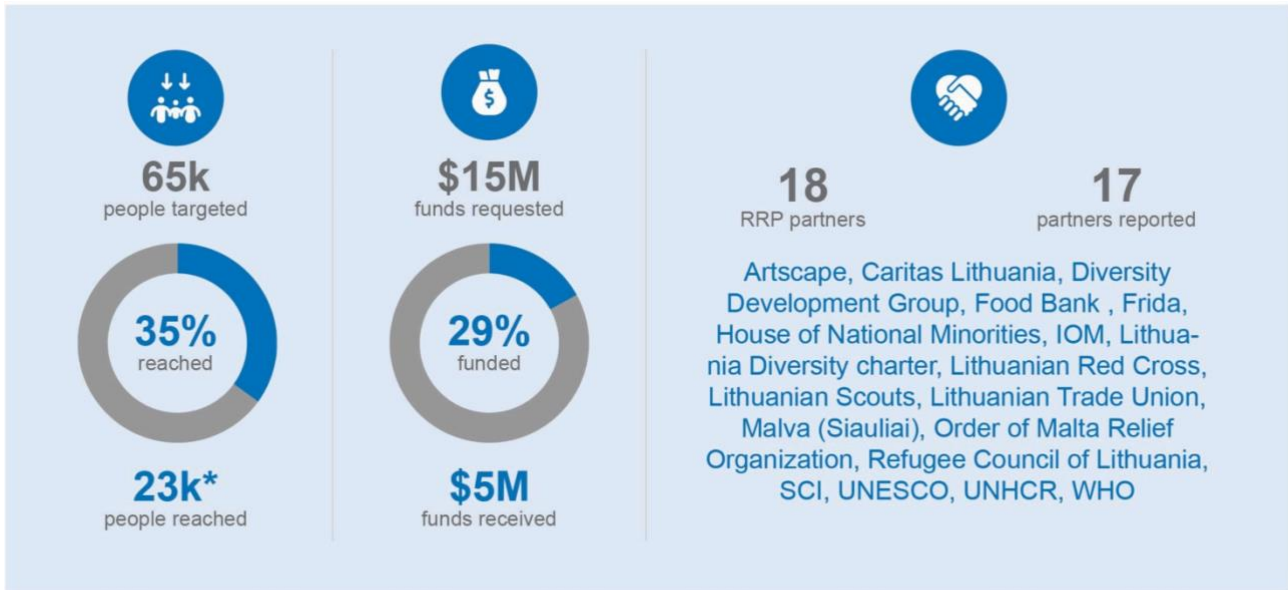 65k
people targeted
35%
reached
23k*
people reached
$
$15M
funds requested
29%
funded
$5M
funds received
18
RRP partners
17
partners reported
Artscape, Caritas Lithuania, Diversity
Development Group, Food Bank , Frida,
House of National Minorities, IOM, Lithua-
nia Diversity charter, Lithuanian Red Cross,
Lithuanian Scouts, Lithuanian Trade Union,
Malva (Siauliai), Order of Malta Relief
Organization, Refugee Council of Lithuania,
SCI, UNESCO, UNHCR, WHO